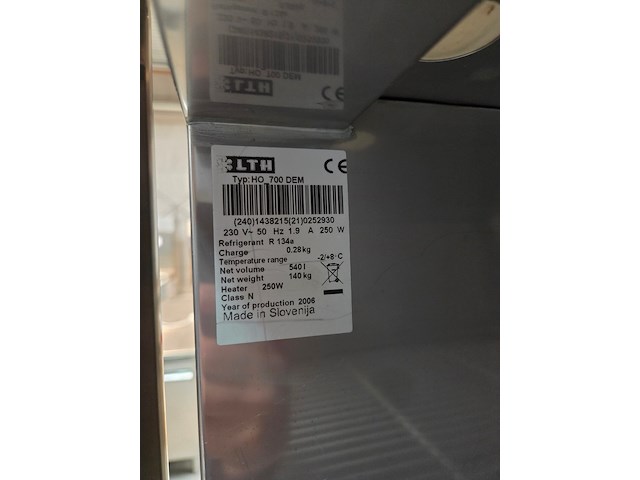 LTH CE
Typ: HO_700 DEM
(240)1438215(21)0252930
230 V~ 50 Hz 1.9 A 250 W
Refrigerant R 134a
Charge 0.28kg
Temperature range -2/+8°C
Net volume 540 l
Net weight 140 kg
Heater 250W
Class N
Year of production 2006
Made in Slovenija